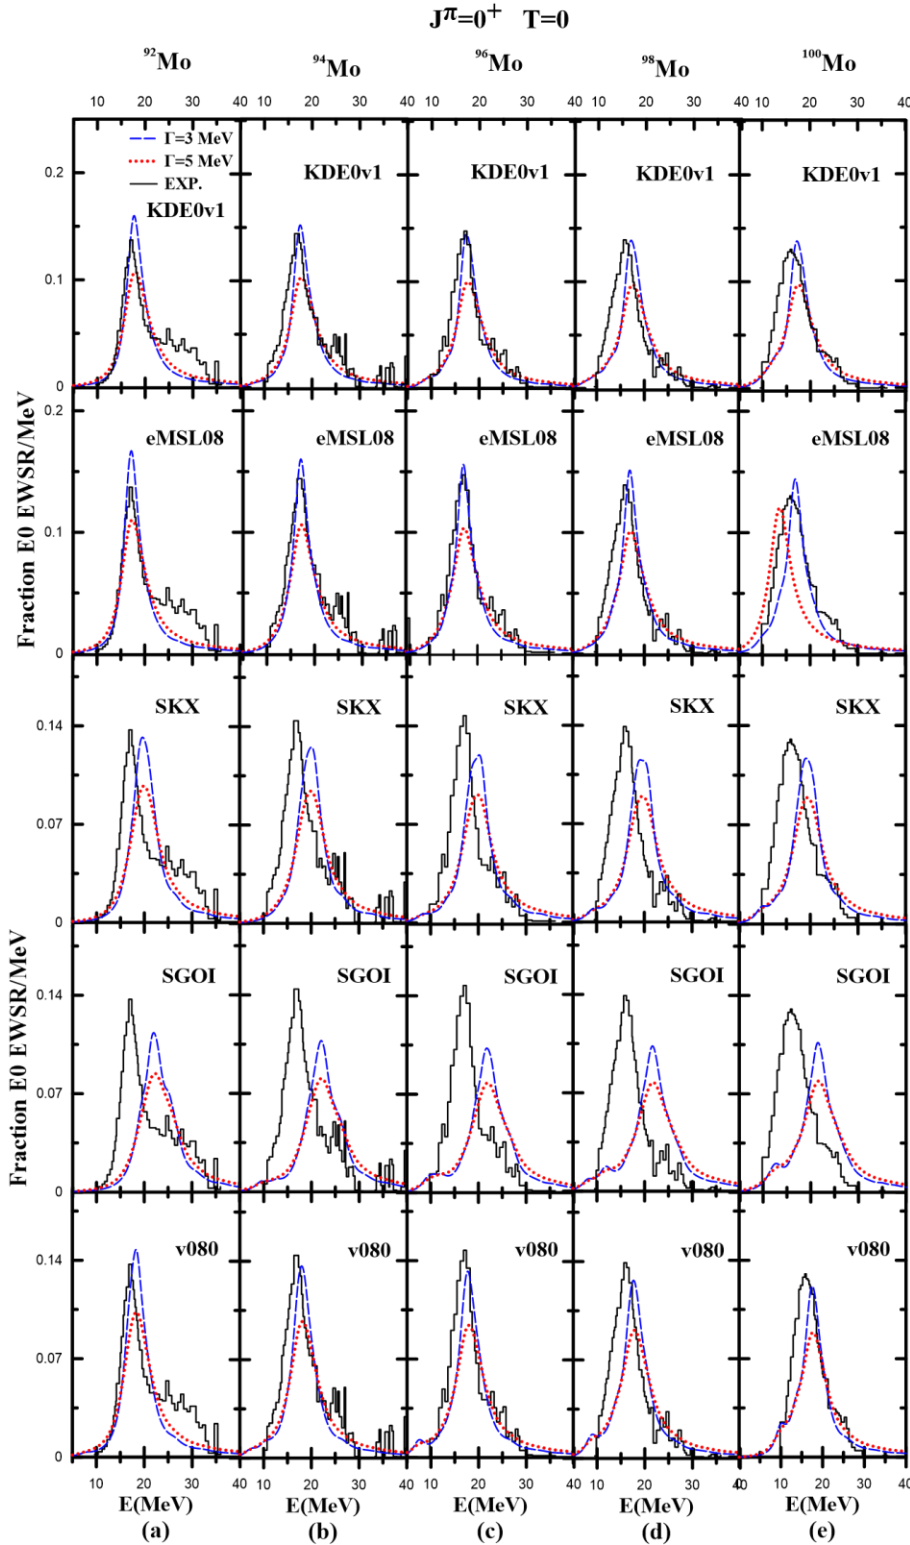 J^π=0⁺ T=0
⁹²Mo ⁹⁴Mo ⁹⁶Mo ⁹⁸Mo ¹⁰⁰Mo
10 20 30 40 10 20 30 40 10 20 30 40 10 20 30 40 10 20 30 40
Γ=3 MeV
Γ=5 MeV
EXP.
KDE0v1 KDE0v1 KDE0v1 KDE0v1 KDE0v1
0.2
0.1
0
Fraction E0 EWSR/MeV
eMSL08 eMSL08 eMSL08 eMSL08 eMSL08
0.2
0.1
0
SKX SKX SKX SKX SKX
0.14
0.07
0
Fraction E0 EWSR/MeV
SGOI SGOI SGOI SGOI SGOI
0.14
0.07
0
v080 v080 v080 v080 v080
0.14
0.07
0
10 20 30 40 10 20 30 40 10 20 30 40 10 20 30 40 10 20 30 40
E(MeV) E(MeV) E(MeV) E(MeV) E(MeV)
(a) (b) (c) (d) (e)